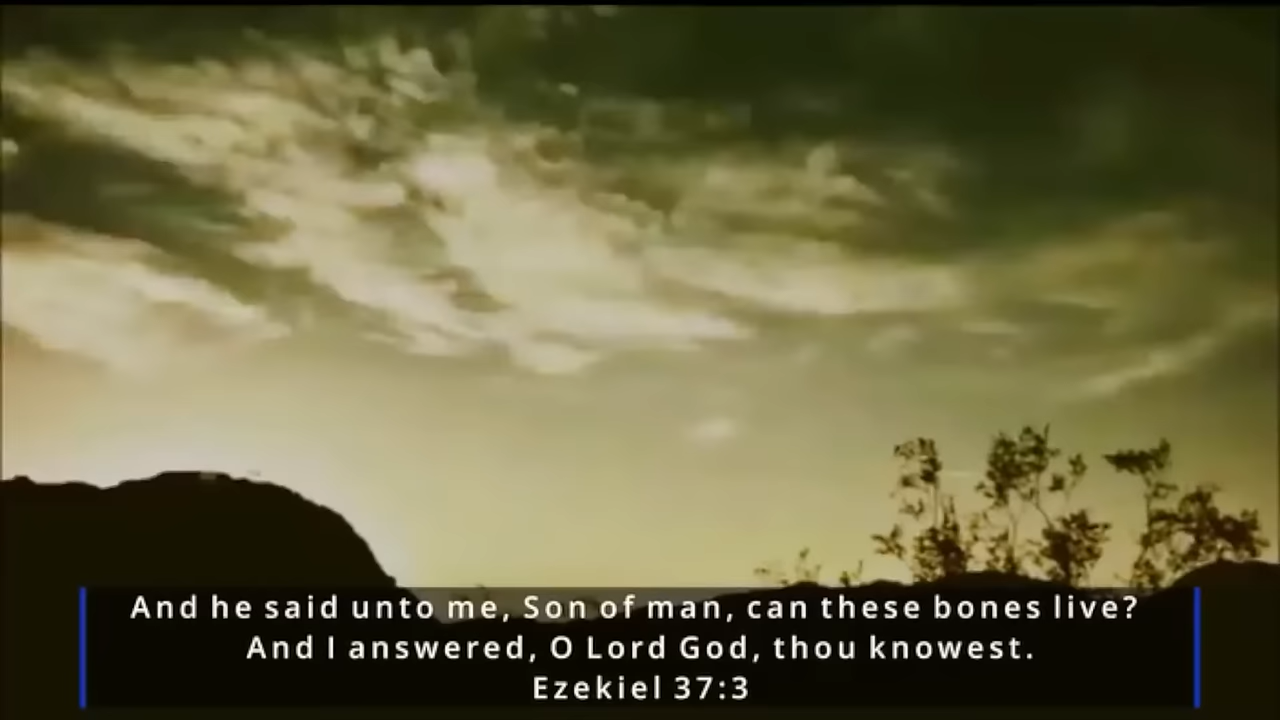 And he said unto me, Son of man, can these bones live?
And I answered, O Lord God, thou knowest.
Ezekiel 37:3